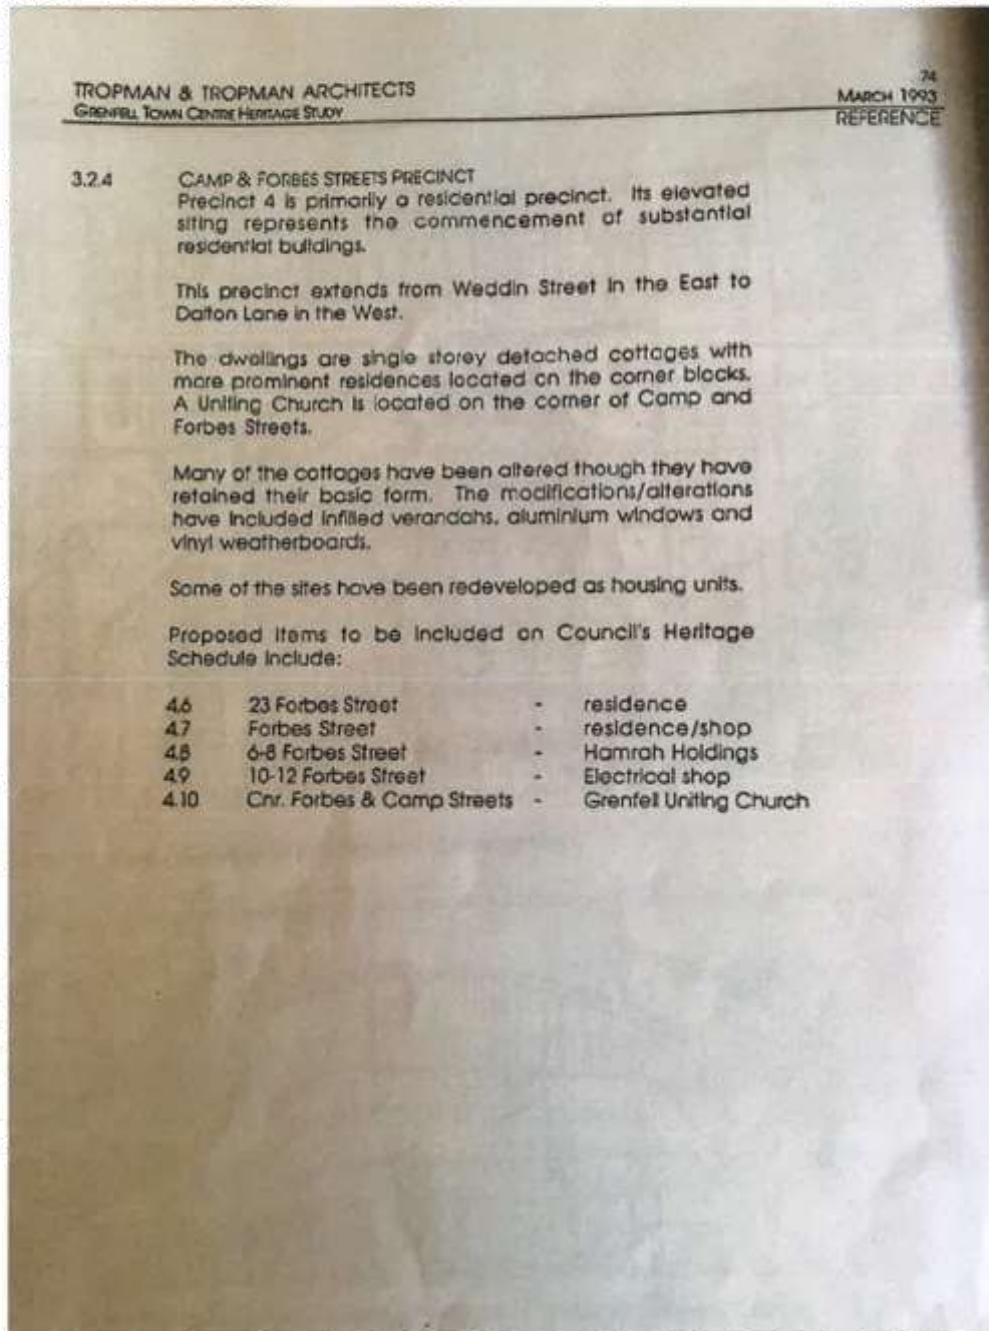 74
TROPMAN & TROPMAN ARCHITECTS
MARCH 1993
GRENFELL TOWN CENTRE HERITAGE STUDY
REFERENCE
3.2.4 CAMP & FORBES STREETS PRECINCT
Precinct 4 is primarily a residential precinct. Its elevated
siting represents the commencement of substantial
residential buildings.
This precinct extends from Weddin Street in the East to
Dalton Lane in the West.
The dwellings are single storey detached cottages with
more prominent residences located on the corner blocks.
A Uniting Church is located on the corner of Camp and
Forbes Streets.
Many of the cottages have been altered though they have
retained their basic form. The modifications/alterations
have included infilled verandahs, aluminium windows and
vinyl weatherboards.
Some of the sites have been redeveloped as housing units.
Proposed items to be included on Council's Heritage
Schedule include:
4.6 23 Forbes Street - residence
4.7 Forbes Street - residence/shop
4.8 6-8 Forbes Street - Hamrah Holdings
4.9 10-12 Forbes Street - Electrical shop
4.10 Cnr. Forbes & Camp Streets - Grenfell Uniting Church